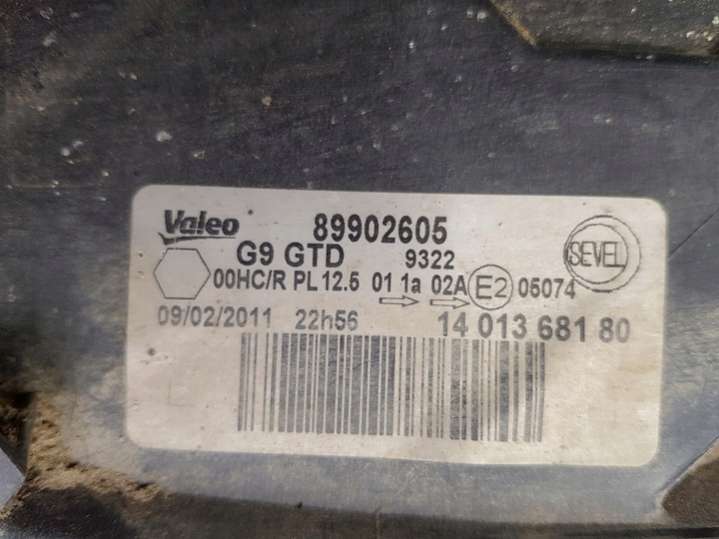 Valeo 89902605
G9 GTD 9322 SEVEL
00HC/R PL 12.5 01 1a 02A E2 05074
09/02/2011 22h56 14 013 681 80